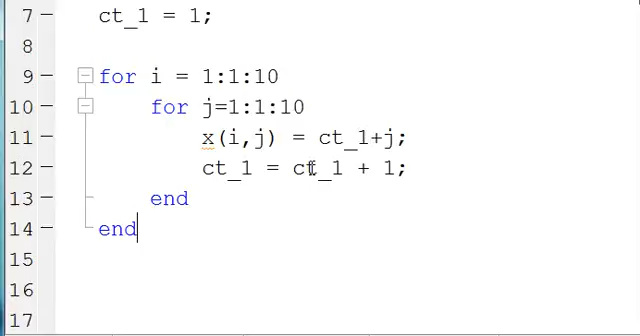 7 – ct_1 = 1;
8
9 – for i = 1:1:10
10 – for j=1:1:10
11 – x(i,j) = ct_1+j;
12 – ct_1 = ct_1 + 1;
13 – end
14 – end
15
16
17